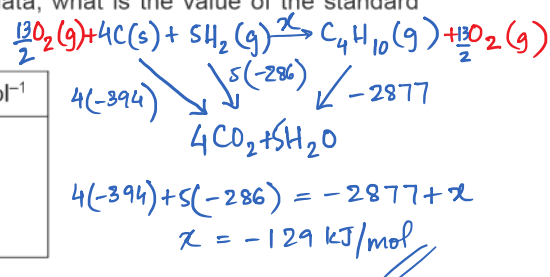 ata, what is the value of the standard
13/2 O₂(g)+4C(s) + 5H₂(g) x→ C₄H₁₀(g) + 13/2 O₂(g)
ol⁻¹
4(-394) 5(-286) -2877
4CO₂+5H₂O
4(-394)+5(-286) = -2877+x
x = -129 kJ/mol